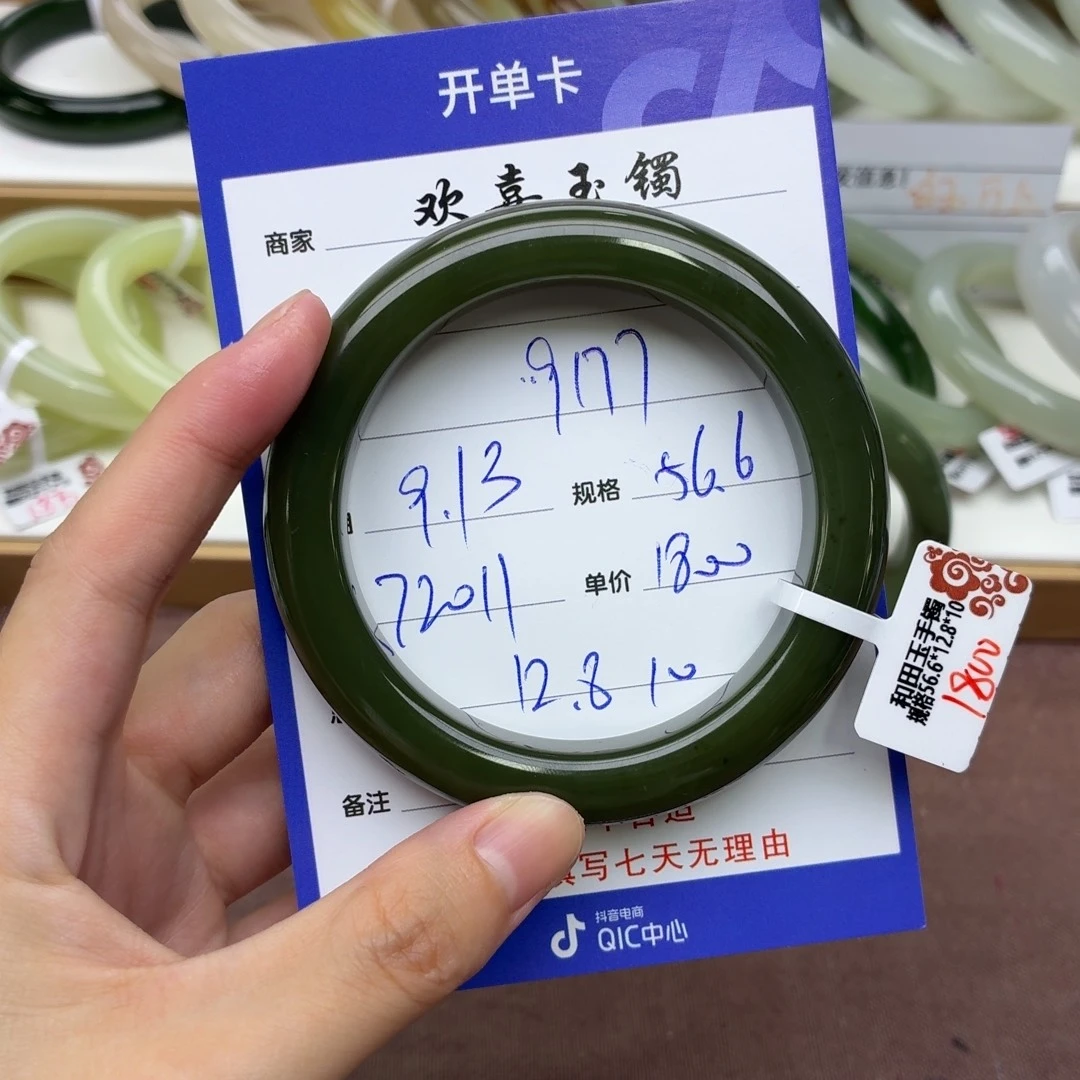 开单卡
商家 欢喜玉镯
9177
9.13 规格 56.6
72011 单价 1800
12.8 10
备注
写七天无理由
抖音电商
QIC中心
和田玉手镯
规格56.6*12.8*10
1800